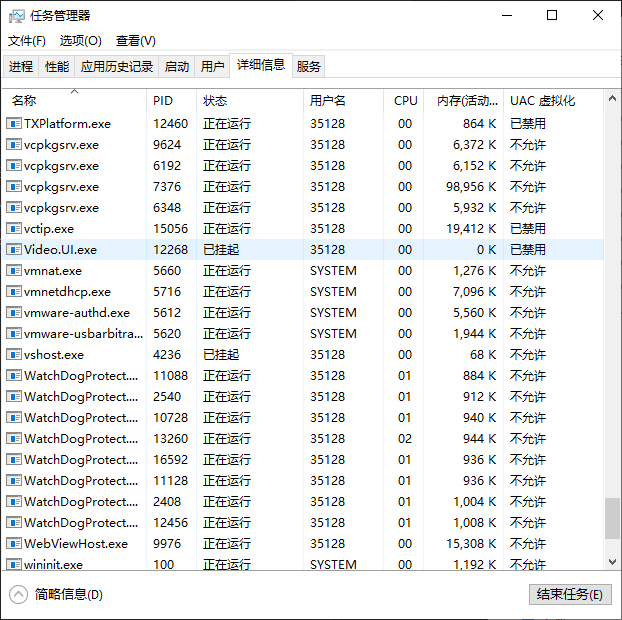 任务管理器
文件(F) 选项(O) 查看(V)
进程 性能 应用历史记录 启动 用户 详细信息 服务
名称 PID 状态 用户名 CPU 内存(活动... UAC 虚拟化
TXPlatform.exe 12460 正在运行 35128 00 864 K 已禁用
vcpkgsrv.exe 9624 正在运行 35128 00 6,372 K 不允许
vcpkgsrv.exe 6192 正在运行 35128 00 6,152 K 不允许
vcpkgsrv.exe 7376 正在运行 35128 00 98,956 K 不允许
vcpkgsrv.exe 6348 正在运行 35128 00 5,932 K 不允许
vctip.exe 15056 正在运行 35128 00 19,412 K 已禁用
Video.UI.exe 12268 已挂起 35128 00 0 K 已禁用
vmnat.exe 5660 正在运行 SYSTEM 00 1,276 K 不允许
vmnetdhcp.exe 5716 正在运行 SYSTEM 00 7,096 K 不允许
vmware-authd.exe 5612 正在运行 SYSTEM 00 5,560 K 不允许
vmware-usbarbitra... 5620 正在运行 SYSTEM 00 1,944 K 不允许
vshost.exe 4236 已挂起 35128 00 68 K 不允许
WatchDogProtect.... 11088 正在运行 35128 01 884 K 不允许
WatchDogProtect.... 2540 正在运行 35128 01 912 K 不允许
WatchDogProtect.... 10728 正在运行 35128 01 940 K 不允许
WatchDogProtect.... 13260 正在运行 35128 02 944 K 不允许
WatchDogProtect.... 16592 正在运行 35128 01 936 K 不允许
WatchDogProtect.... 11128 正在运行 35128 01 936 K 不允许
WatchDogProtect.... 2408 正在运行 35128 01 1,004 K 不允许
WatchDogProtect.... 12456 正在运行 35128 01 1,008 K 不允许
WebViewHost.exe 9976 正在运行 35128 00 15,308 K 不允许
wininit.exe 100 正在运行 SYSTEM 00 1,192 K 不允许
简略信息(D) 结束任务(E)